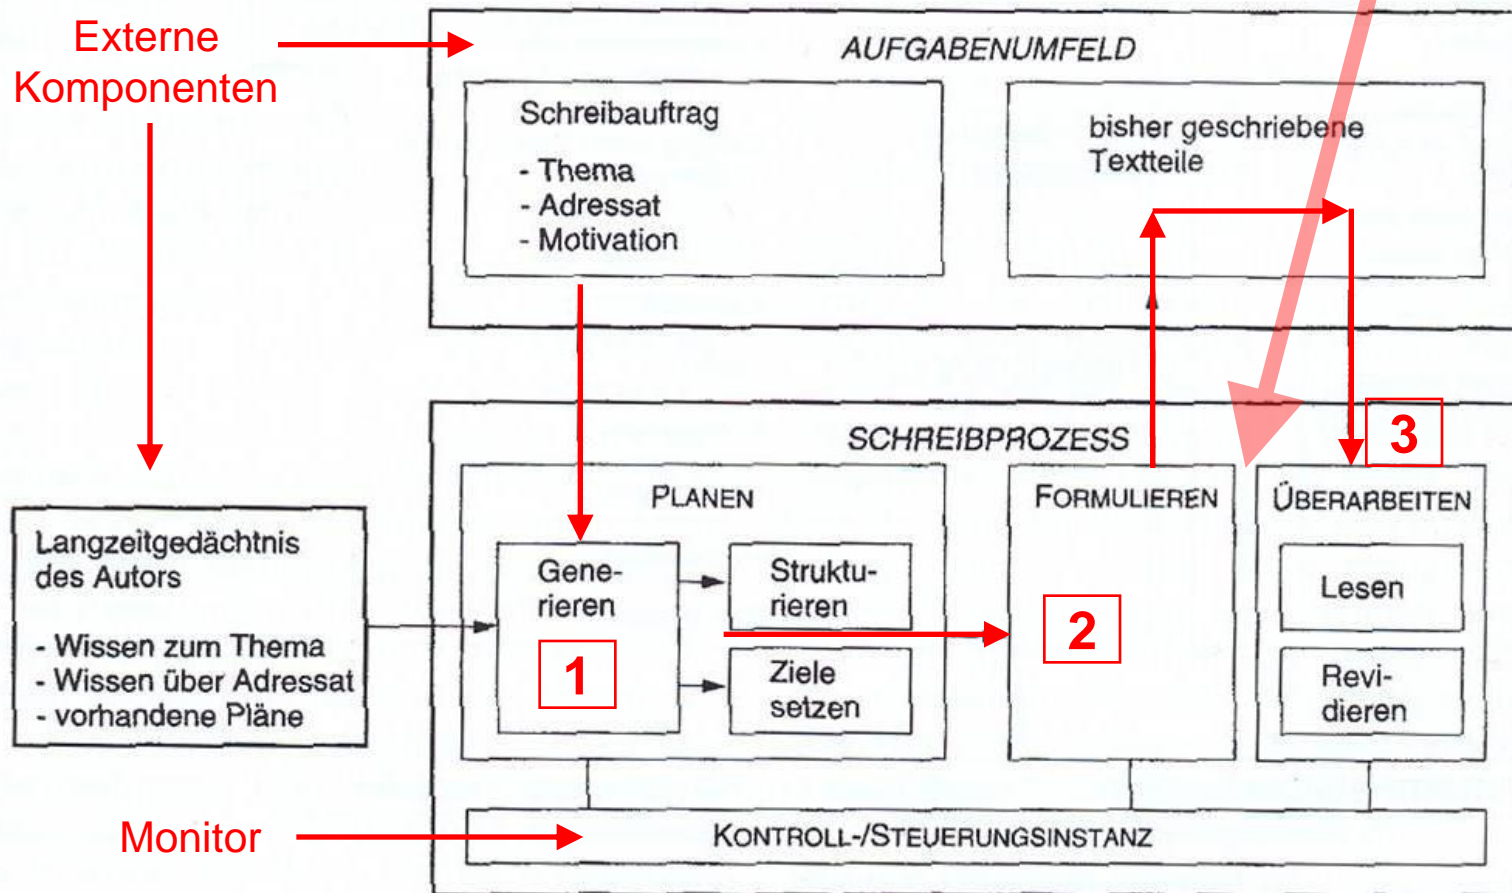 Externe
Komponenten
AUFGABENUMFELD
Schreibauftrag
- Thema
- Adressat
- Motivation
bisher geschriebene
Textteile
SCHREIBPROZESS
3
PLANEN
FORMULIEREN
ÜBERARBEITEN
Langzeitgedächtnis
des Autors
- Wissen zum Thema
- Wissen über Adressat
- vorhandene Pläne
Gene-
rieren
1
Struktu-
rieren
Ziele
setzen
2
Lesen
Revi-
dieren
Monitor
KONTROLL-/STEUERUNGSINSTANZ